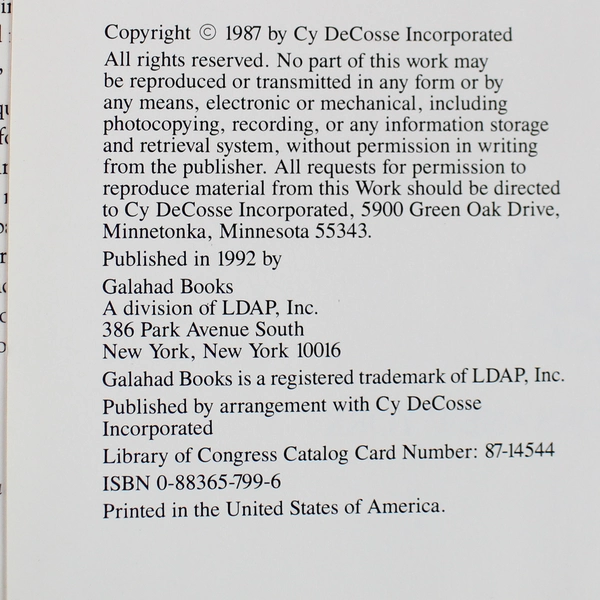 Copyright © 1987 by Cy DeCosse Incorporated
All rights reserved. No part of this work may
be reproduced or transmitted in any form or by
any means, electronic or mechanical, including
photocopying, recording, or any information storage
and retrieval system, without permission in writing
from the publisher. All requests for permission to
reproduce material from this Work should be directed
to Cy DeCosse Incorporated, 5900 Green Oak Drive,
Minnetonka, Minnesota 55343.
Published in 1992 by
Galahad Books
A division of LDAP, Inc.
386 Park Avenue South
New York, New York 10016
Galahad Books is a registered trademark of LDAP, Inc.
Published by arrangement with Cy DeCosse
Incorporated
Library of Congress Catalog Card Number: 87-14544
ISBN 0-88365-799-6
Printed in the United States of America.